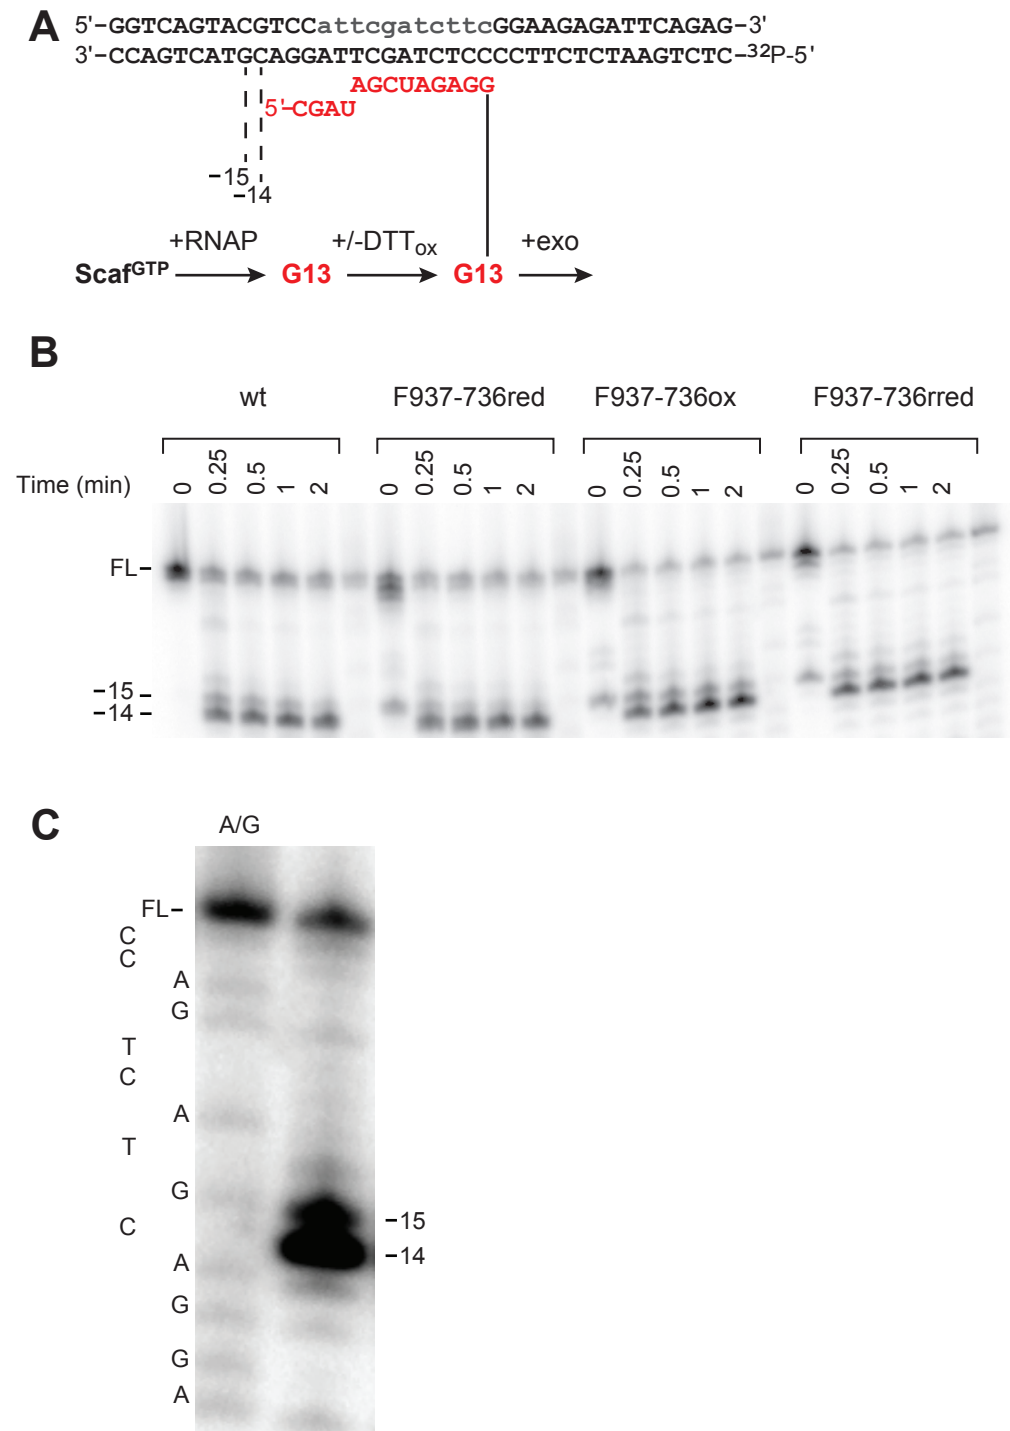 A
5'-GGTCAGTACGTCCattcgatcttcGGAAGAGATTCAGAG-3'
3'-CCAGTCATGCAGGATTCGATCTCCCCTTCTCTAAGTCTC-32P-5'
AGCUAGAGG
5'-CGAU
-15
-14
+RNAP +/-DTTox +exo
ScafGTP G13 G13
B
wt F937-736red F937-736ox F937-736rred
Time (min) 0 0.25 0.5 1 2 0 0.25 0.5 1 2 0 0.25 0.5 1 2 0 0.25 0.5 1 2
FL-
-15 -
-14 -
C
A/G
FL-
C
C
A
G
T
C
A
T
G
C -15
-14
A
G
G
A